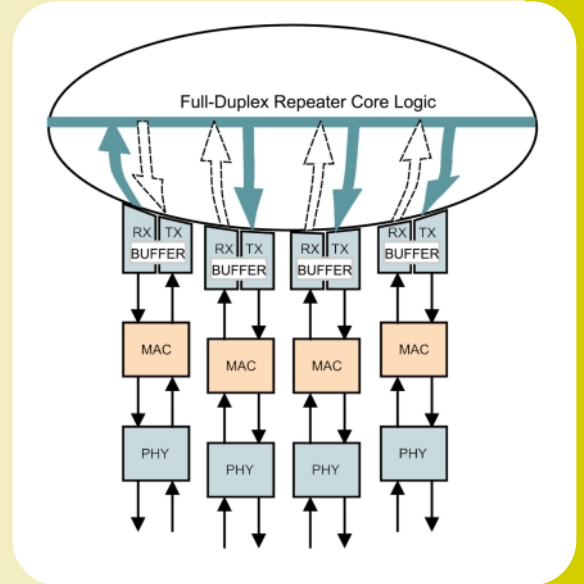 Full-Duplex Repeater Core Logic
RX TX
BUFFER
RX TX
BUFFER
RX TX
BUFFER
RX TX
BUFFER
MAC
MAC
MAC
MAC
PHY
PHY
PHY
PHY